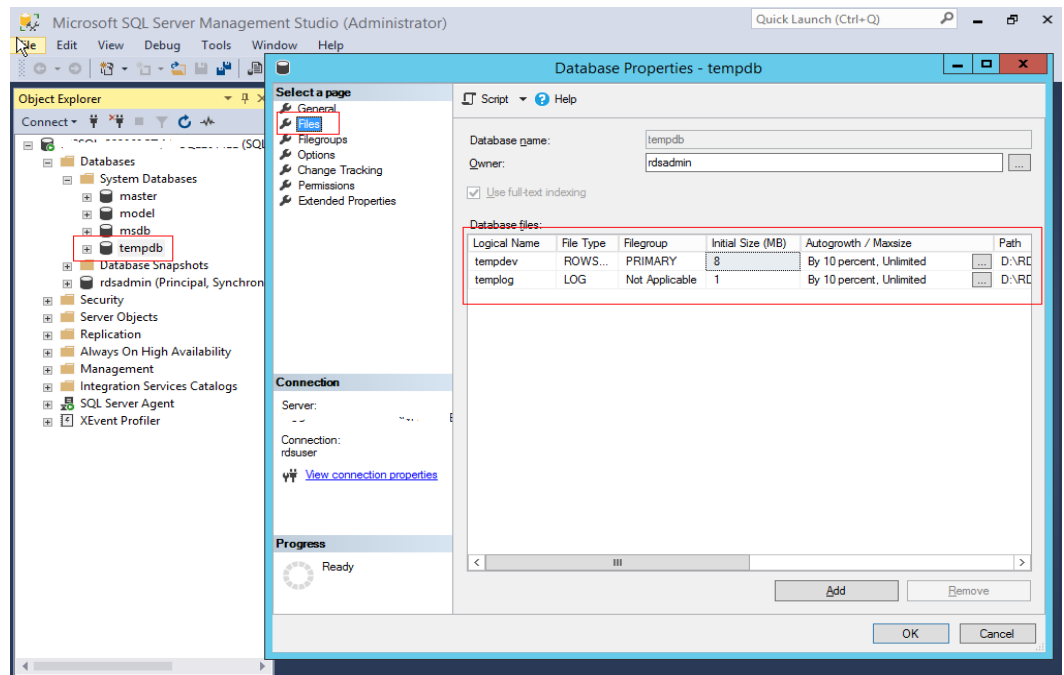 Microsoft SQL Server Management Studio (Administrator)
Quick Launch (Ctrl+Q)
File Edit View Debug Tools Window Help
Object Explorer
Connect
(SQL
Databases
System Databases
master
model
msdb
tempdb
Database Snapshots
rdsadmin (Principal, Synchron
Security
Server Objects
Replication
Always On High Availability
Management
Integration Services Catalogs
SQL Server Agent
XEvent Profiler
Database Properties - tempdb
Select a page
General
Files
Filegroups
Options
Change Tracking
Permissions
Extended Properties
Connection
Server:
Connection:
rdsuser
View connection properties
Progress
Ready
Script Help
Database name: tempdb
Owner: rdsadmin ...
Use full-text indexing
Database files:
Logical Name File Type Filegroup Initial Size (MB) Autogrowth / Maxsize Path
tempdev ROWS... PRIMARY 8 By 10 percent, Unlimited ... D:\RD
templog LOG Not Applicable 1 By 10 percent, Unlimited ... D:\RD
Add Remove
OK Cancel